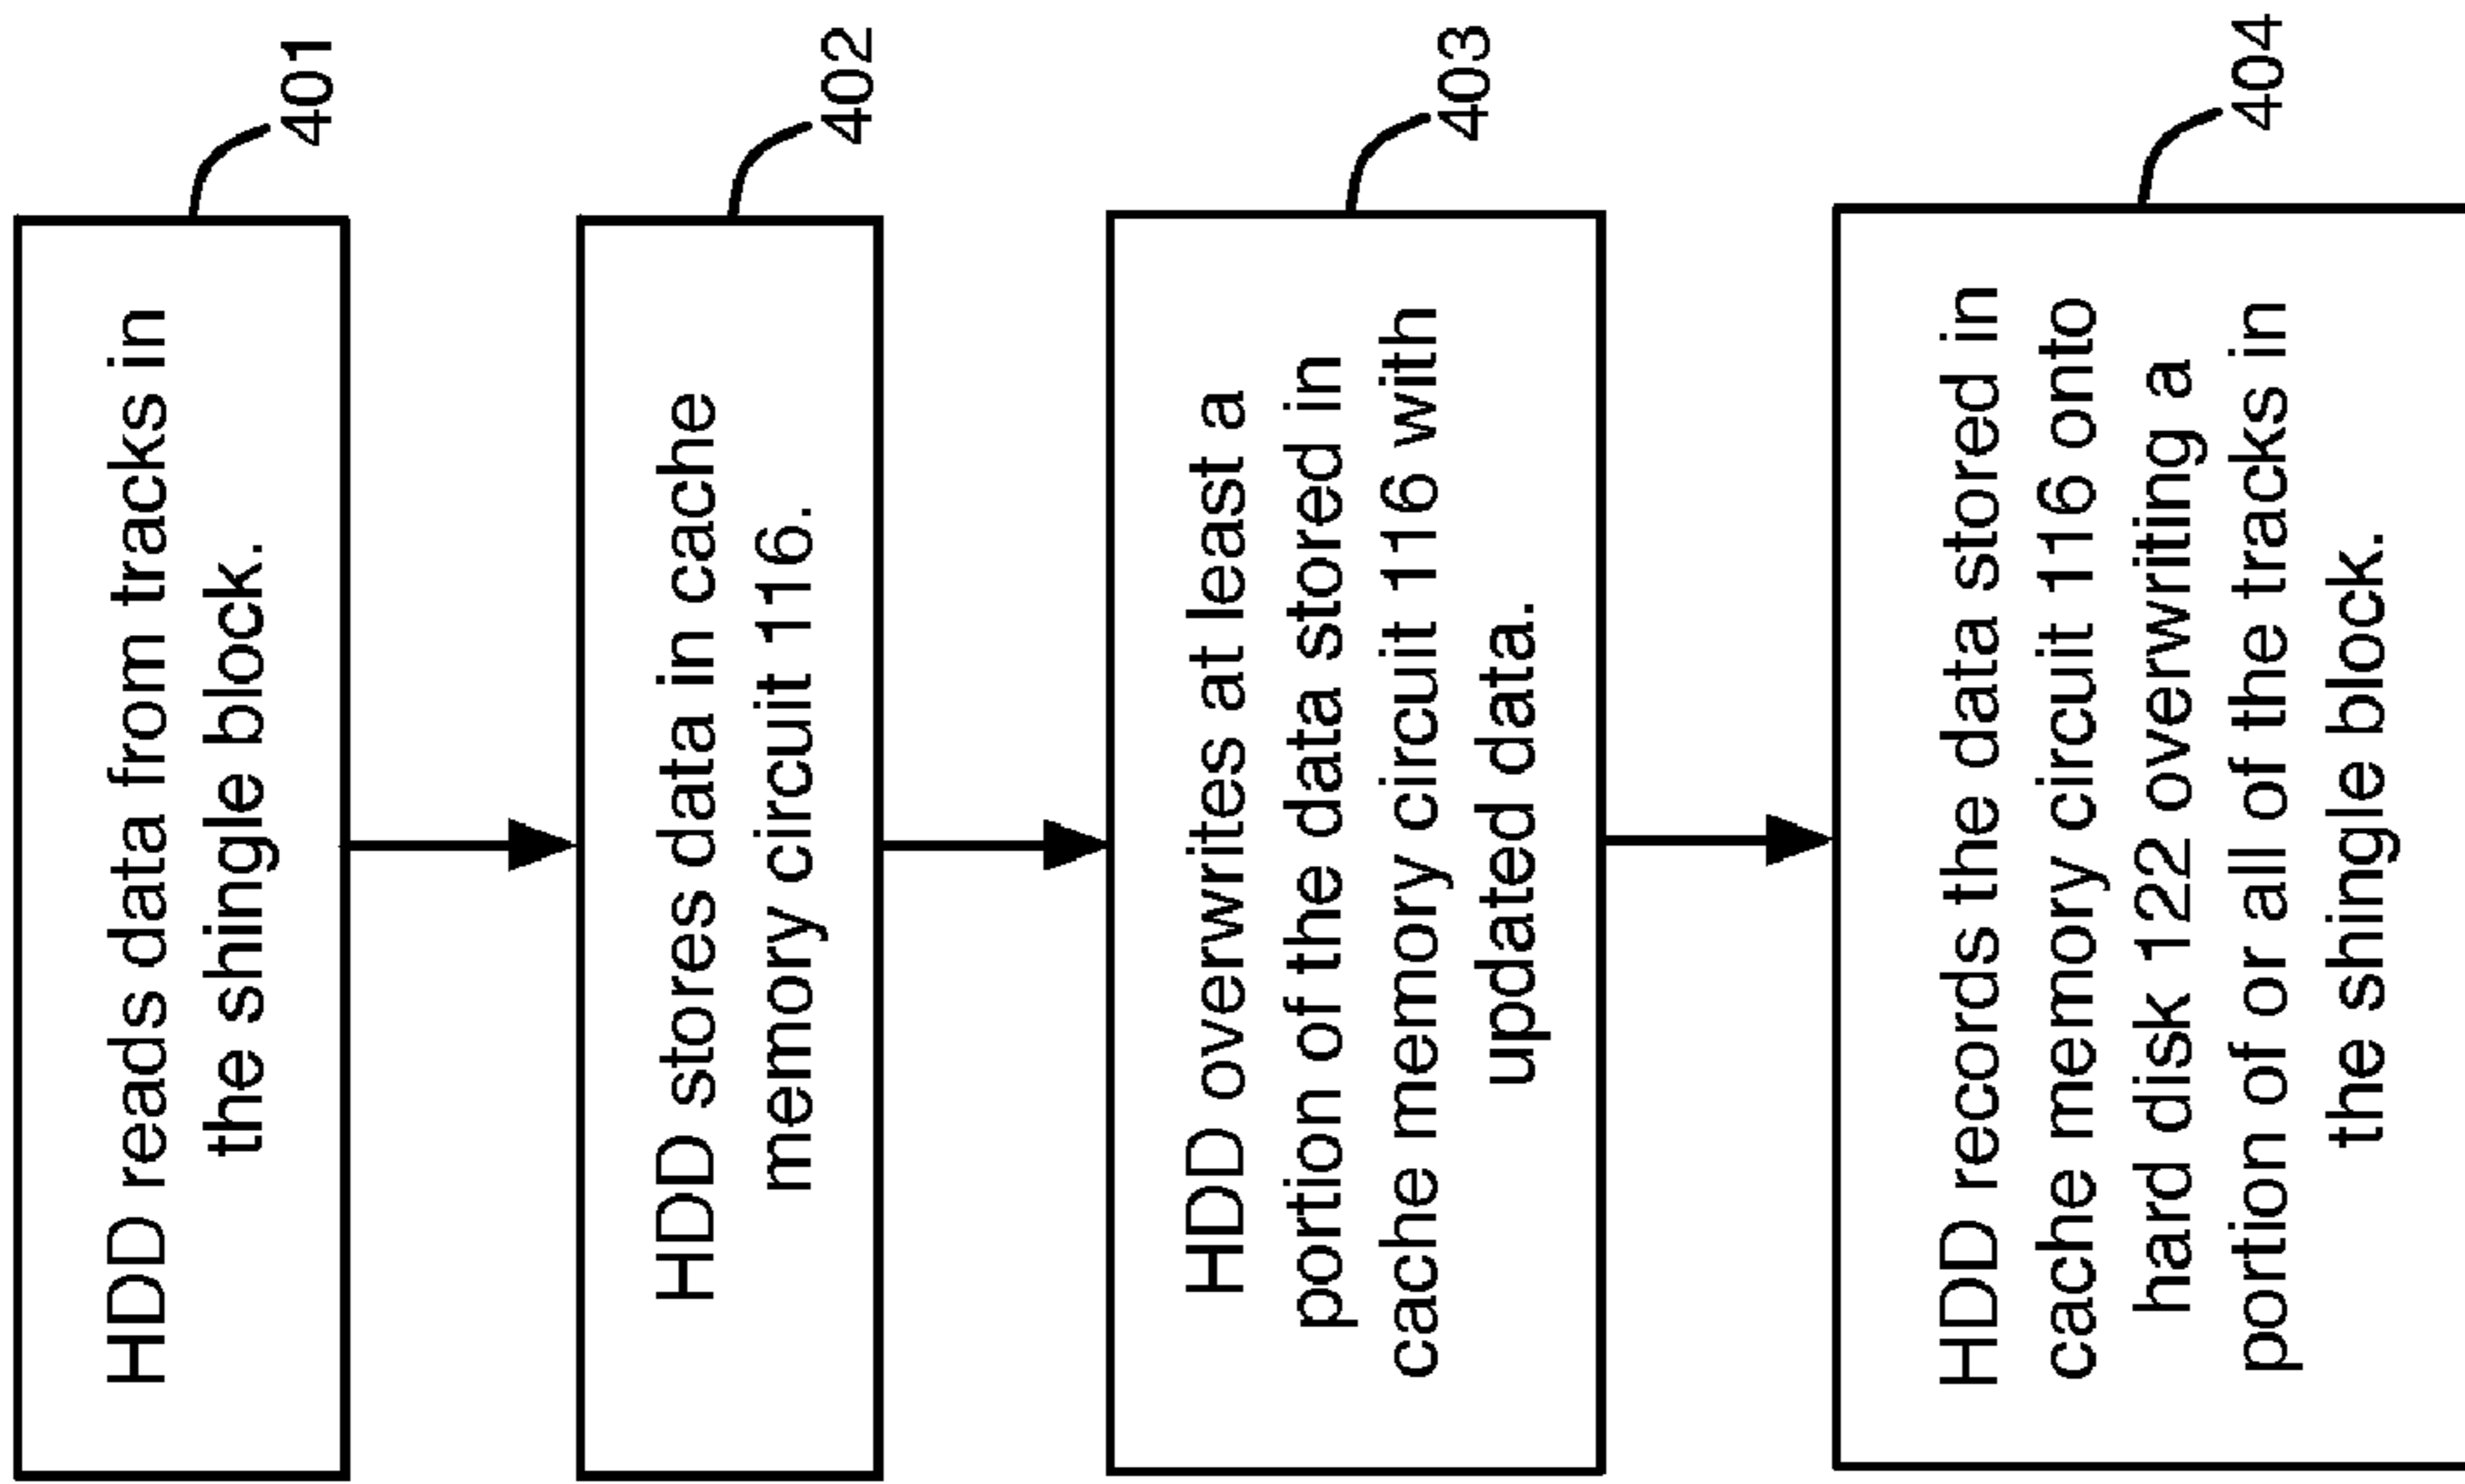 HDD reads data from tracks in
the shingle block.
401
HDD stores data in cache
memory circuit 116.
402
HDD overwrites at least a
portion of the data stored in
cache memory circuit 116 with
updated data.
403
HDD records the data stored in
cache memory circuit 116 onto
hard disk 122 overwriting a
portion of or all of the tracks in
the shingle block.
404